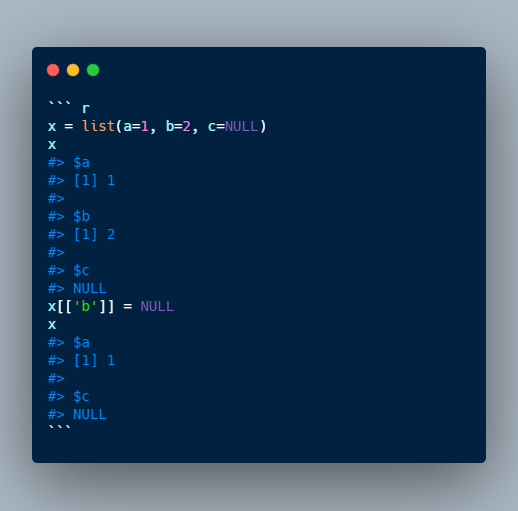 ``` r
x = list(a=1, b=2, c=NULL)
x
#> $a
#> [1] 1
#>
#> $b
#> [1] 2
#>
#> $c
#> NULL
x[['b']] = NULL
x
#> $a
#> [1] 1
#>
#> $c
#> NULL
```